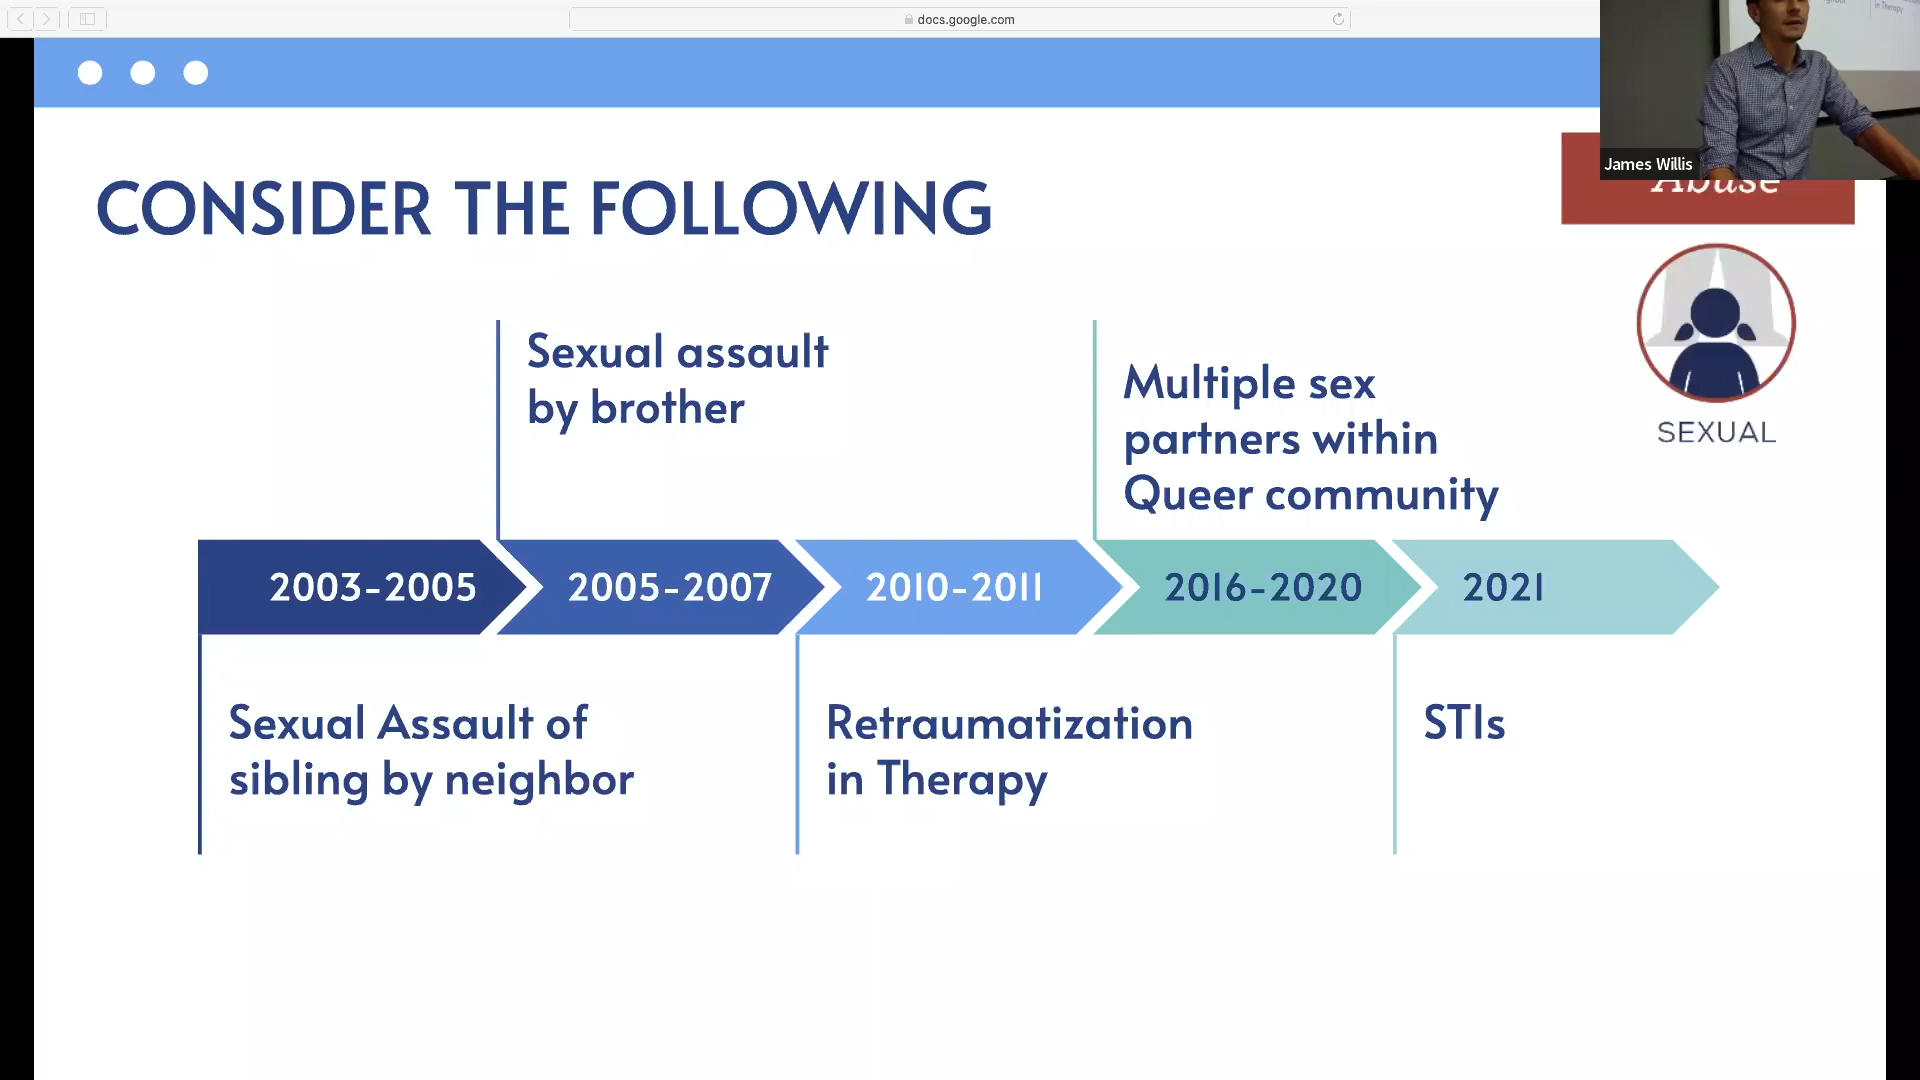 docs.google.com
in Therapy
James Willis
Abuse
CONSIDER THE FOLLOWING
SEXUAL
Sexual assault
by brother
Multiple sex
partners within
Queer community
2003-2005
2005-2007
2010-2011
2016-2020
2021
Sexual Assault of
sibling by neighbor
Retraumatization
in Therapy
STIs